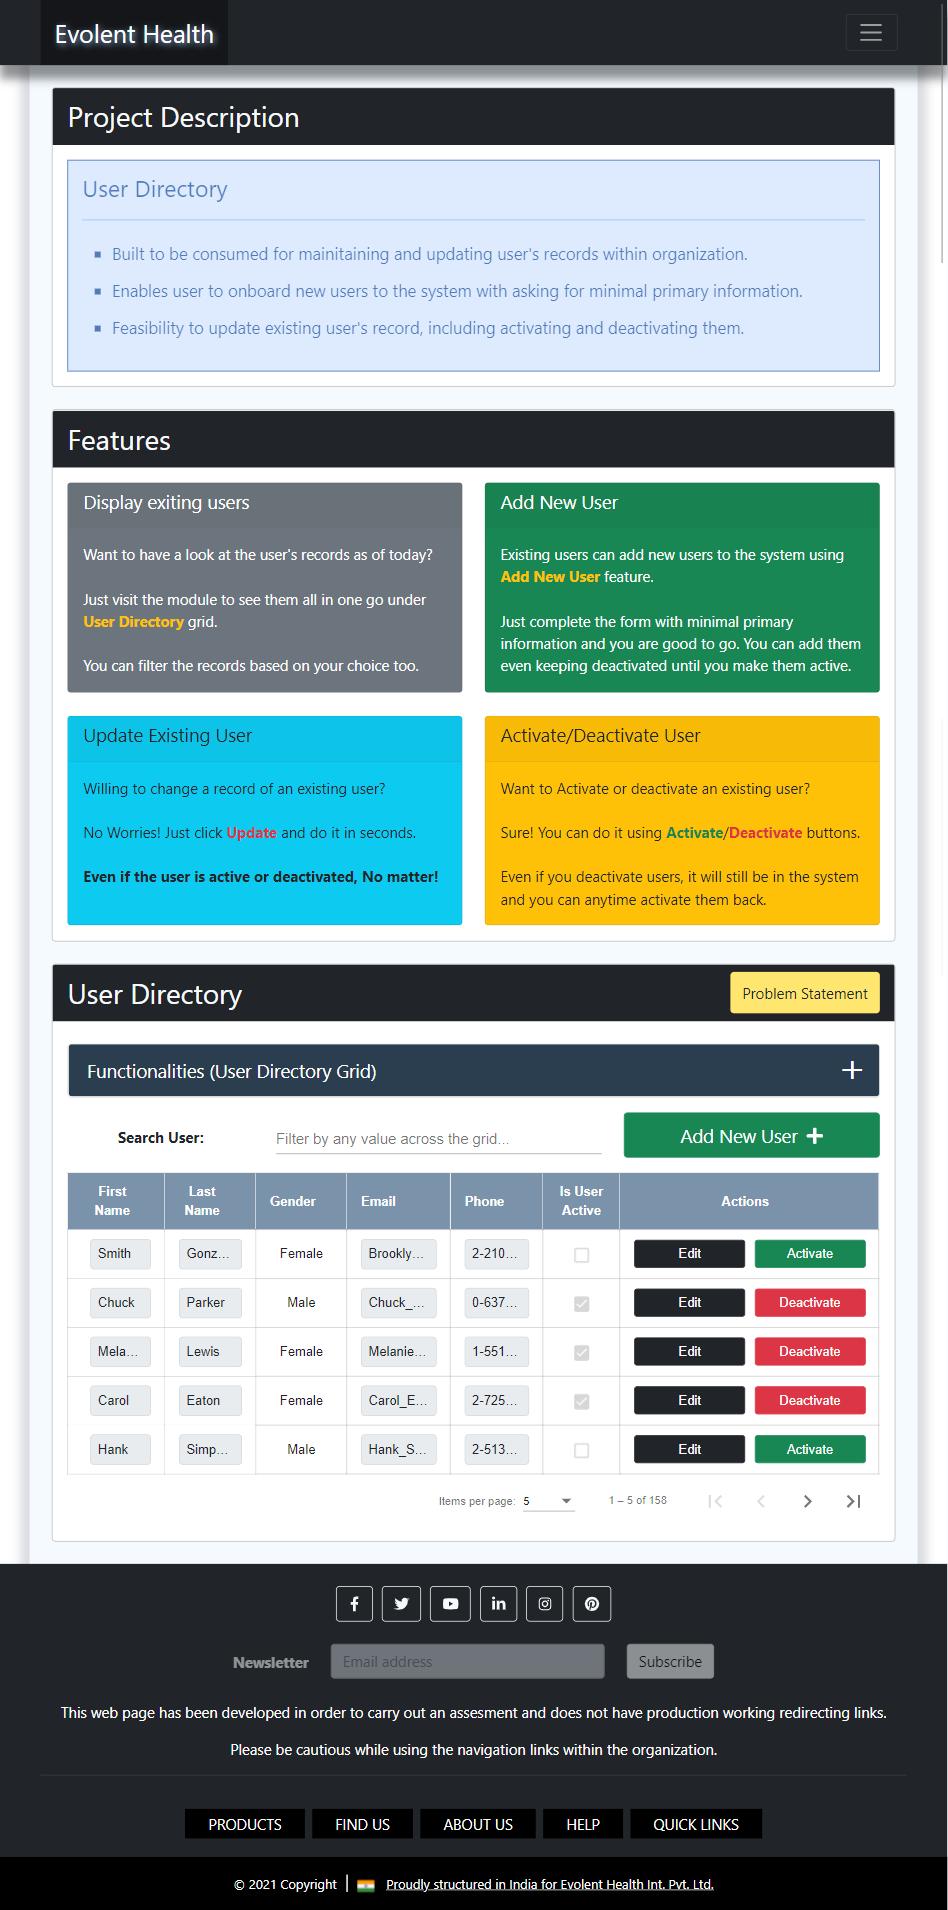 Evolent Health
Project Description
User Directory
Built to be consumed for mainitaining and updating user's records within organization.
Enables user to onboard new users to the system with asking for minimal primary information.
Feasibility to update existing user's record, including activating and deactivating them.
Features
Display exiting users
Want to have a look at the user's records as of today?
Just visit the module to see them all in one go under
User Directory grid.
You can filter the records based on your choice too.
Add New User
Existing users can add new users to the system using
Add New User feature.
Just complete the form with minimal primary
information and you are good to go. You can add them
even keeping deactivated until you make them active.
Update Existing User
Willing to change a record of an existing user?
No Worries! Just click Update and do it in seconds.
Even if the user is active or deactivated, No matter!
Activate/Deactivate User
Want to Activate or deactivate an existing user?
Sure! You can do it using Activate/Deactivate buttons.
Even if you deactivate users, it will still be in the system
and you can anytime activate them back.
User Directory
Problem Statement
Functionalities (User Directory Grid)
Search User:
Filter by any value across the grid...
Add New User
First Name Last Name Gender Email Phone Is User Active Actions
Smith Gonz... Female Brookly... 2-210... Edit Activate
Chuck Parker Male Chuck_... 0-637... Edit Deactivate
Mela... Lewis Female Melanie... 1-551... Edit Deactivate
Carol Eaton Female Carol_E... 2-725... Edit Deactivate
Hank Simp... Male Hank_S... 2-513... Edit Activate
Items per page: 5 1 – 5 of 158
Newsletter Email address Subscribe
This web page has been developed in order to carry out an assesment and does not have production working redirecting links.
Please be cautious while using the navigation links within the organization.
PRODUCTS FIND US ABOUT US HELP QUICK LINKS
© 2021 Copyright | Proudly structured in India for Evolent Health Int. Pvt. Ltd.